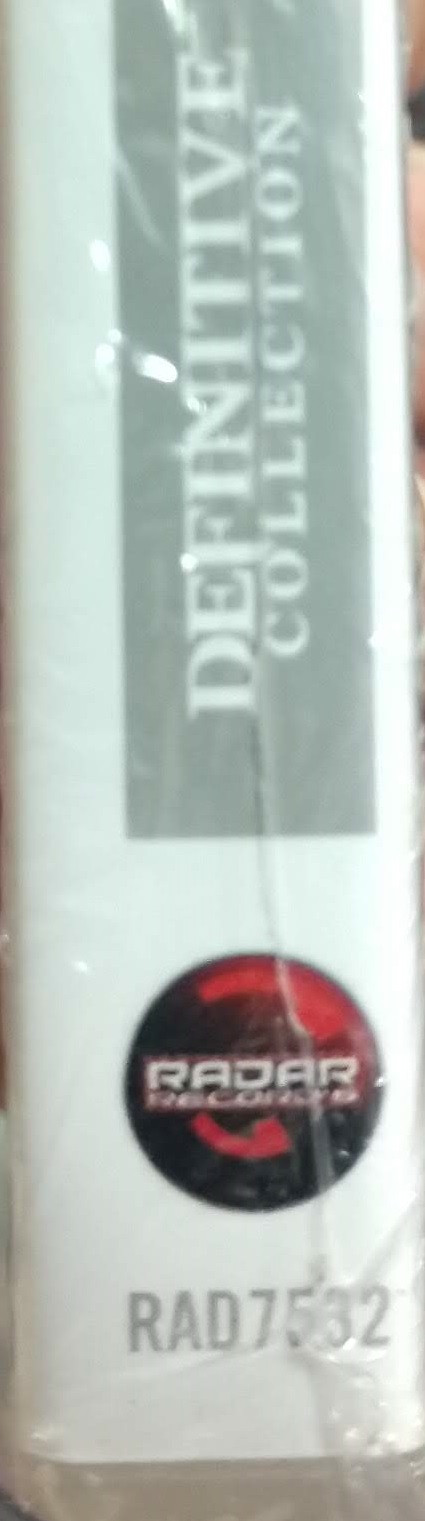 DEFINITIVE
COLLECTION
RADAR
RECORDS
RAD7532